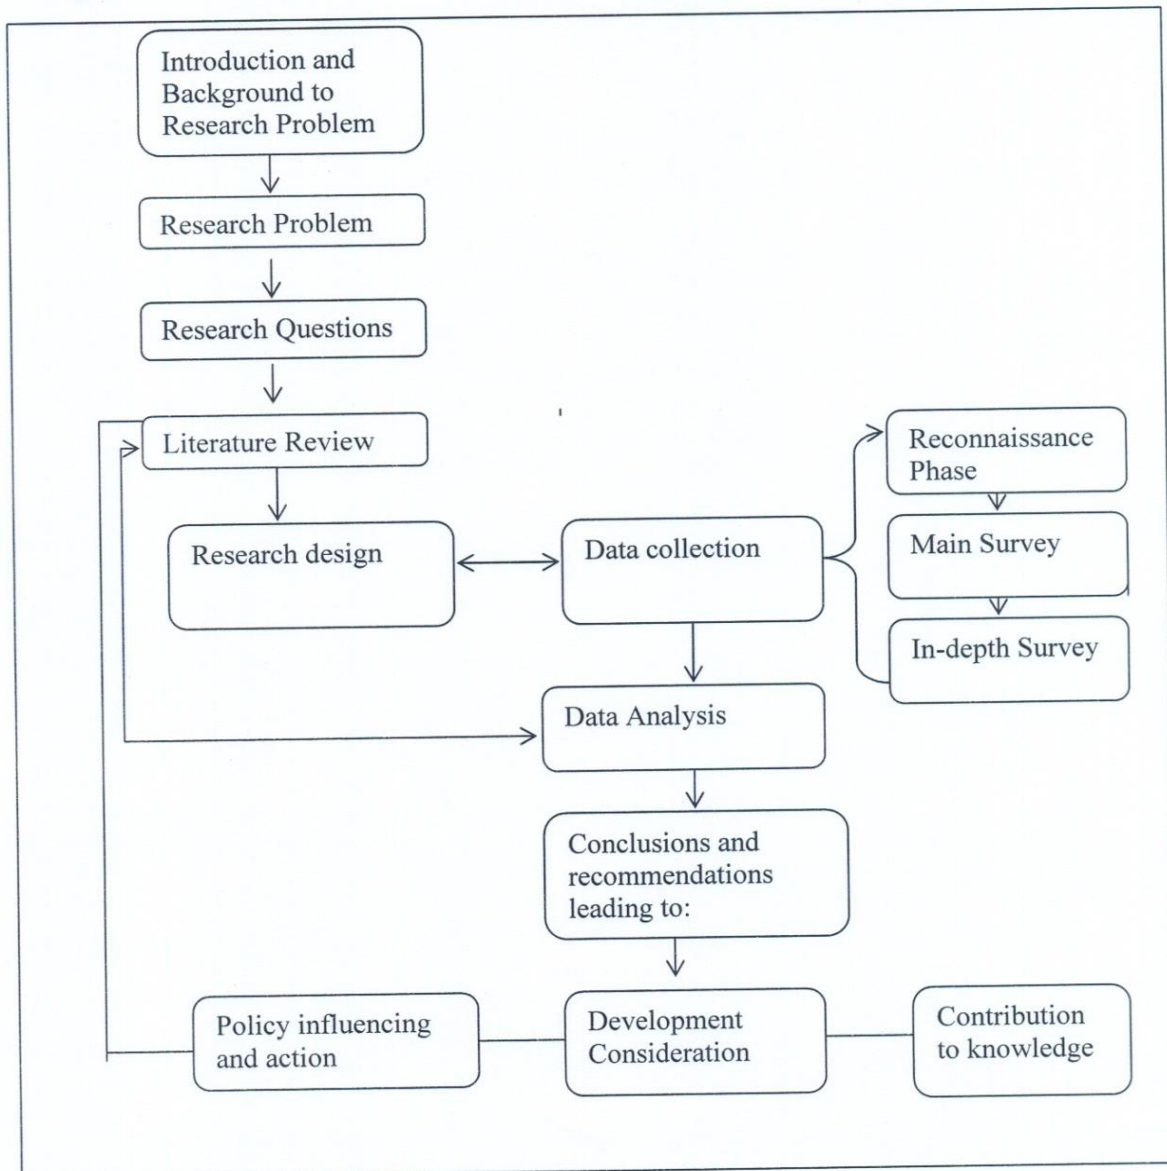 Introduction and
Background to
Research Problem
Research Problem
Research Questions
Literature Review
Research design
Data collection
Reconnaissance
Phase
Main Survey
In-depth Survey
Data Analysis
Conclusions and
recommendations
leading to:
Policy influencing
and action
Development
Consideration
Contribution
to knowledge